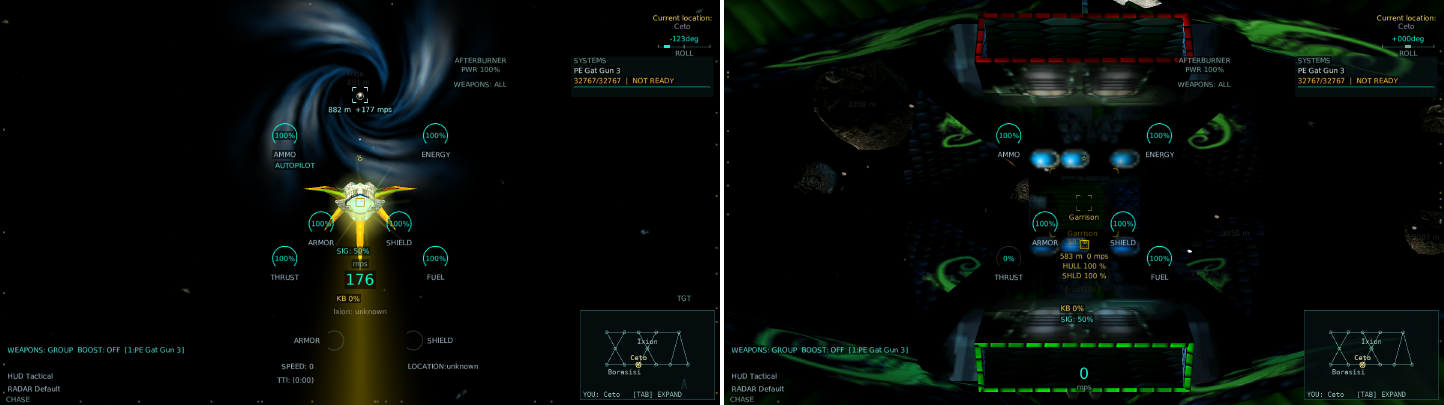 Current location:
Ceto
-123deg
ROLL
AFTERBURNER
PWR 100%
WEAPONS: ALL
SYSTEMS
PE Gat Gun 3
32767/32767 | NOT READY
882 m +177 mps
100%
AMMO
AUTOPILOT
100%
ENERGY
100%
ARMOR
100%
SHIELD
SIG: 50%
mps
176
100%
THRUST
100%
FUEL
KB 0%
Ixion: unknown
TGT
ARMOR
SHIELD
WEAPONS: GROUP BOOST: OFF [1:PE Gat Gun 3]
SPEED: 0
LOCATION:unknown
TTI: (0:00)
HUD Tactical
RADAR Default
CHASE
Ixion
Ceto
Borasisi
YOU: Ceto [TAB] EXPAND
Current location:
Ceto
+000deg
ROLL
AFTERBURNER
PWR 100%
WEAPONS: ALL
SYSTEMS
PE Gat Gun 3
32767/32767 | NOT READY
100%
AMMO
100%
ENERGY
Garrison
Garrison
100%
ARMOR
100%
SHIELD
583 m 0 mps
HULL 100 %
SHLD 100 %
0%
THRUST
100%
FUEL
KB 0%
SIG: 50%
0
mps
WEAPONS: GROUP BOOST: OFF [1:PE Gat Gun 3]
HUD Tactical
RADAR Default
CHASE
Ixion
Ceto
Borasisi
YOU: Ceto [TAB] EXPAND